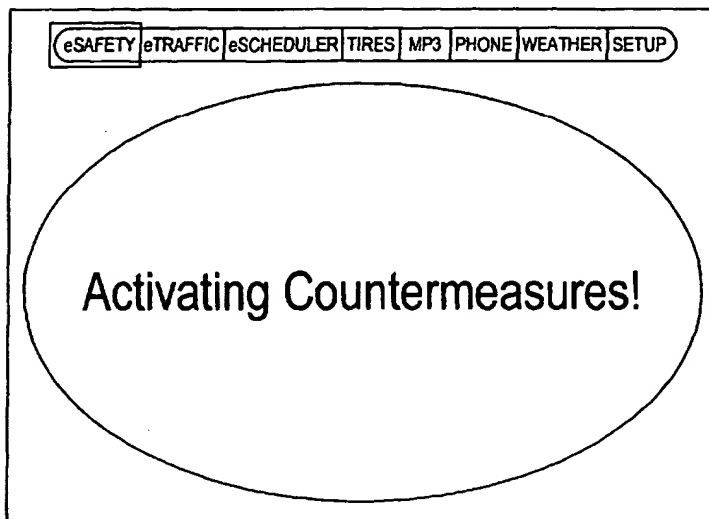 eSAFETY eTRAFFIC eSCHEDULER TIRES MP3 PHONE WEATHER SETUP
Activating Countermeasures!